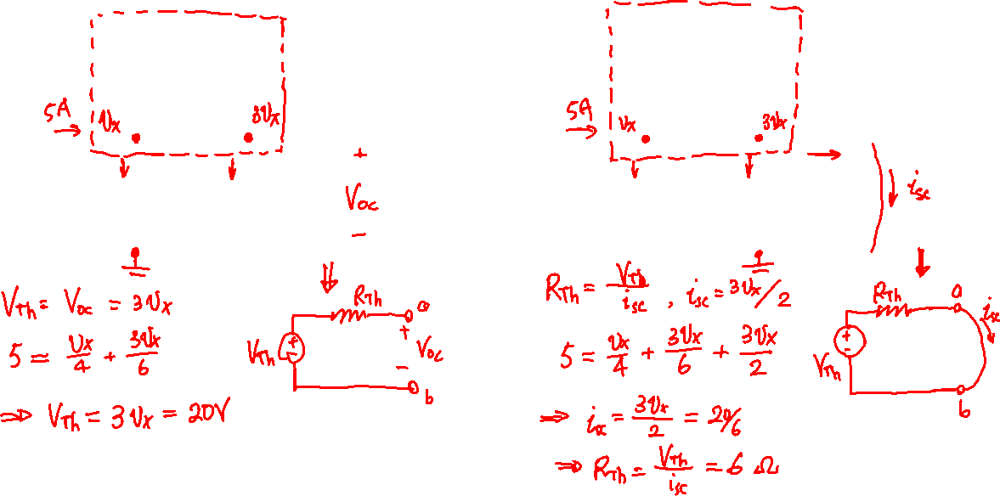 5A
Vx
3Vx
+
Voc
−
VTh = Voc = 3Vx
5 = Vx/4 + 3Vx/6
⇒ VTh = 3Vx = 20V
RTh
a
+
VTh
+
-
Voc
−
b
5A
Vx
3Vx
isc
RTh = VTh/isc , isc = 3Vx/2
5 = Vx/4 + 3Vx/6 + 3Vx/2
⇒ isc = 3Vx/2 = 20/6
⇒ RTh = VTh/isc = 6 Ω
RTh
a
isc
+
-
VTh
b